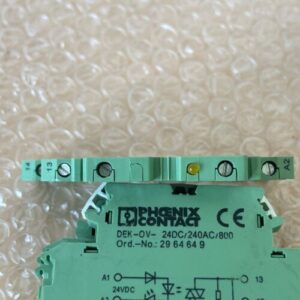 14
13
A2
PHŒNIX
CONTACT
CE
DEK-OV- 24DC/240AC/800
Ord.-No.: 29 64 64 9
A1
13
24VDC